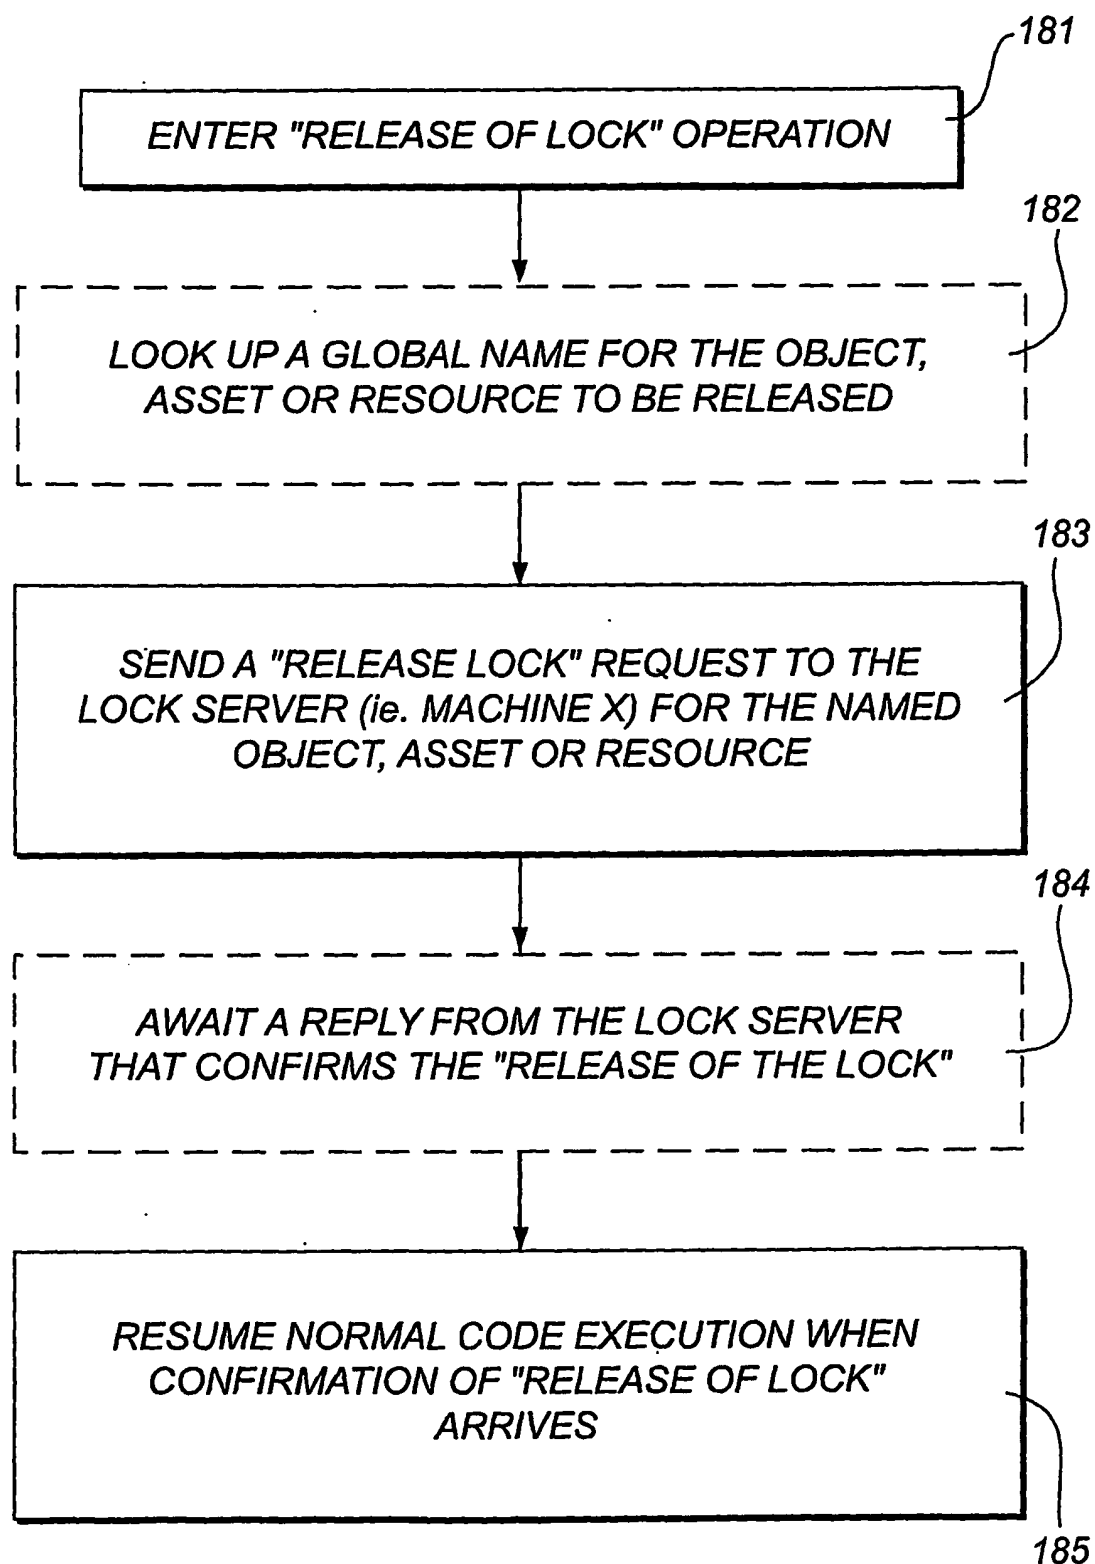 181
ENTER "RELEASE OF LOCK" OPERATION
182
LOOK UP A GLOBAL NAME FOR THE OBJECT,
ASSET OR RESOURCE TO BE RELEASED
183
SEND A "RELEASE LOCK" REQUEST TO THE
LOCK SERVER (ie. MACHINE X) FOR THE NAMED
OBJECT, ASSET OR RESOURCE
184
AWAIT A REPLY FROM THE LOCK SERVER
THAT CONFIRMS THE "RELEASE OF THE LOCK"
RESUME NORMAL CODE EXECUTION WHEN
CONFIRMATION OF "RELEASE OF LOCK"
ARRIVES
185